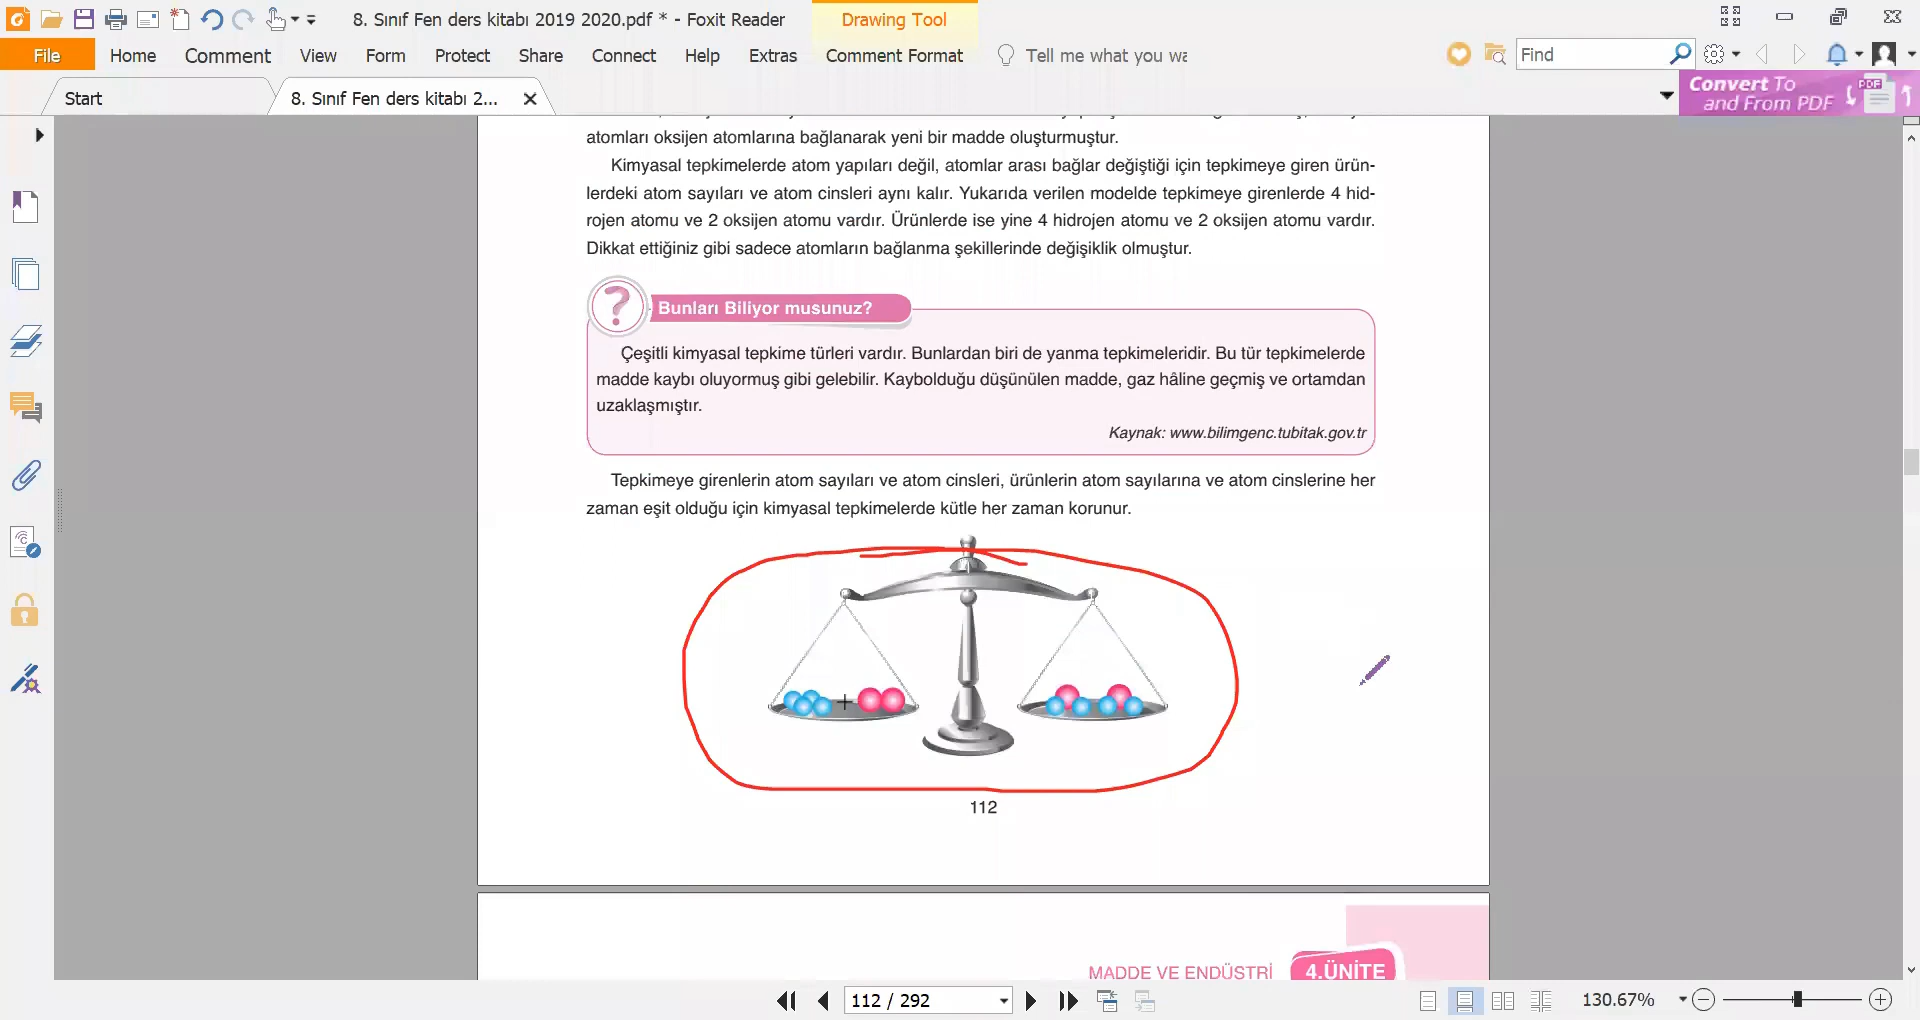 8. Sınıf Fen ders kitabı 2019 2020.pdf * - Foxit Reader
Drawing Tool
File Home Comment View Form Protect Share Connect Help Extras Comment Format Tell me what you wa
Find
Start
8. Sınıf Fen ders kitabı 2...
Convert To
and From PDF
PDF
atomları oksijen atomlarına bağlanarak yeni bir madde oluşturmuştur.
Kimyasal tepkimelerde atom yapıları değil, atomlar arası bağlar değiştiği için tepkimeye giren ürün-
lerdeki atom sayıları ve atom cinsleri aynı kalır. Yukarıda verilen modelde tepkimeye girenlerde 4 hid-
rojen atomu ve 2 oksijen atomu vardır. Ürünlerde ise yine 4 hidrojen atomu ve 2 oksijen atomu vardır.
Dikkat ettiğiniz gibi sadece atomların bağlanma şekillerinde değişiklik olmuştur.
?
Bunları Biliyor musunuz?
Çeşitli kimyasal tepkime türleri vardır. Bunlardan biri de yanma tepkimeleridir. Bu tür tepkimelerde
madde kaybı oluyormuş gibi gelebilir. Kaybolduğu düşünülen madde, gaz hâline geçmiş ve ortamdan
uzaklaşmıştır.
Kaynak: www.bilimgenc.tubitak.gov.tr
Tepkimeye girenlerin atom sayıları ve atom cinsleri, ürünlerin atom sayılarına ve atom cinslerine her
zaman eşit olduğu için kimyasal tepkimelerde kütle her zaman korunur.
+
112
MADDE VE ENDÜSTRİ
4.ÜNİTE
112 / 292
130.67%